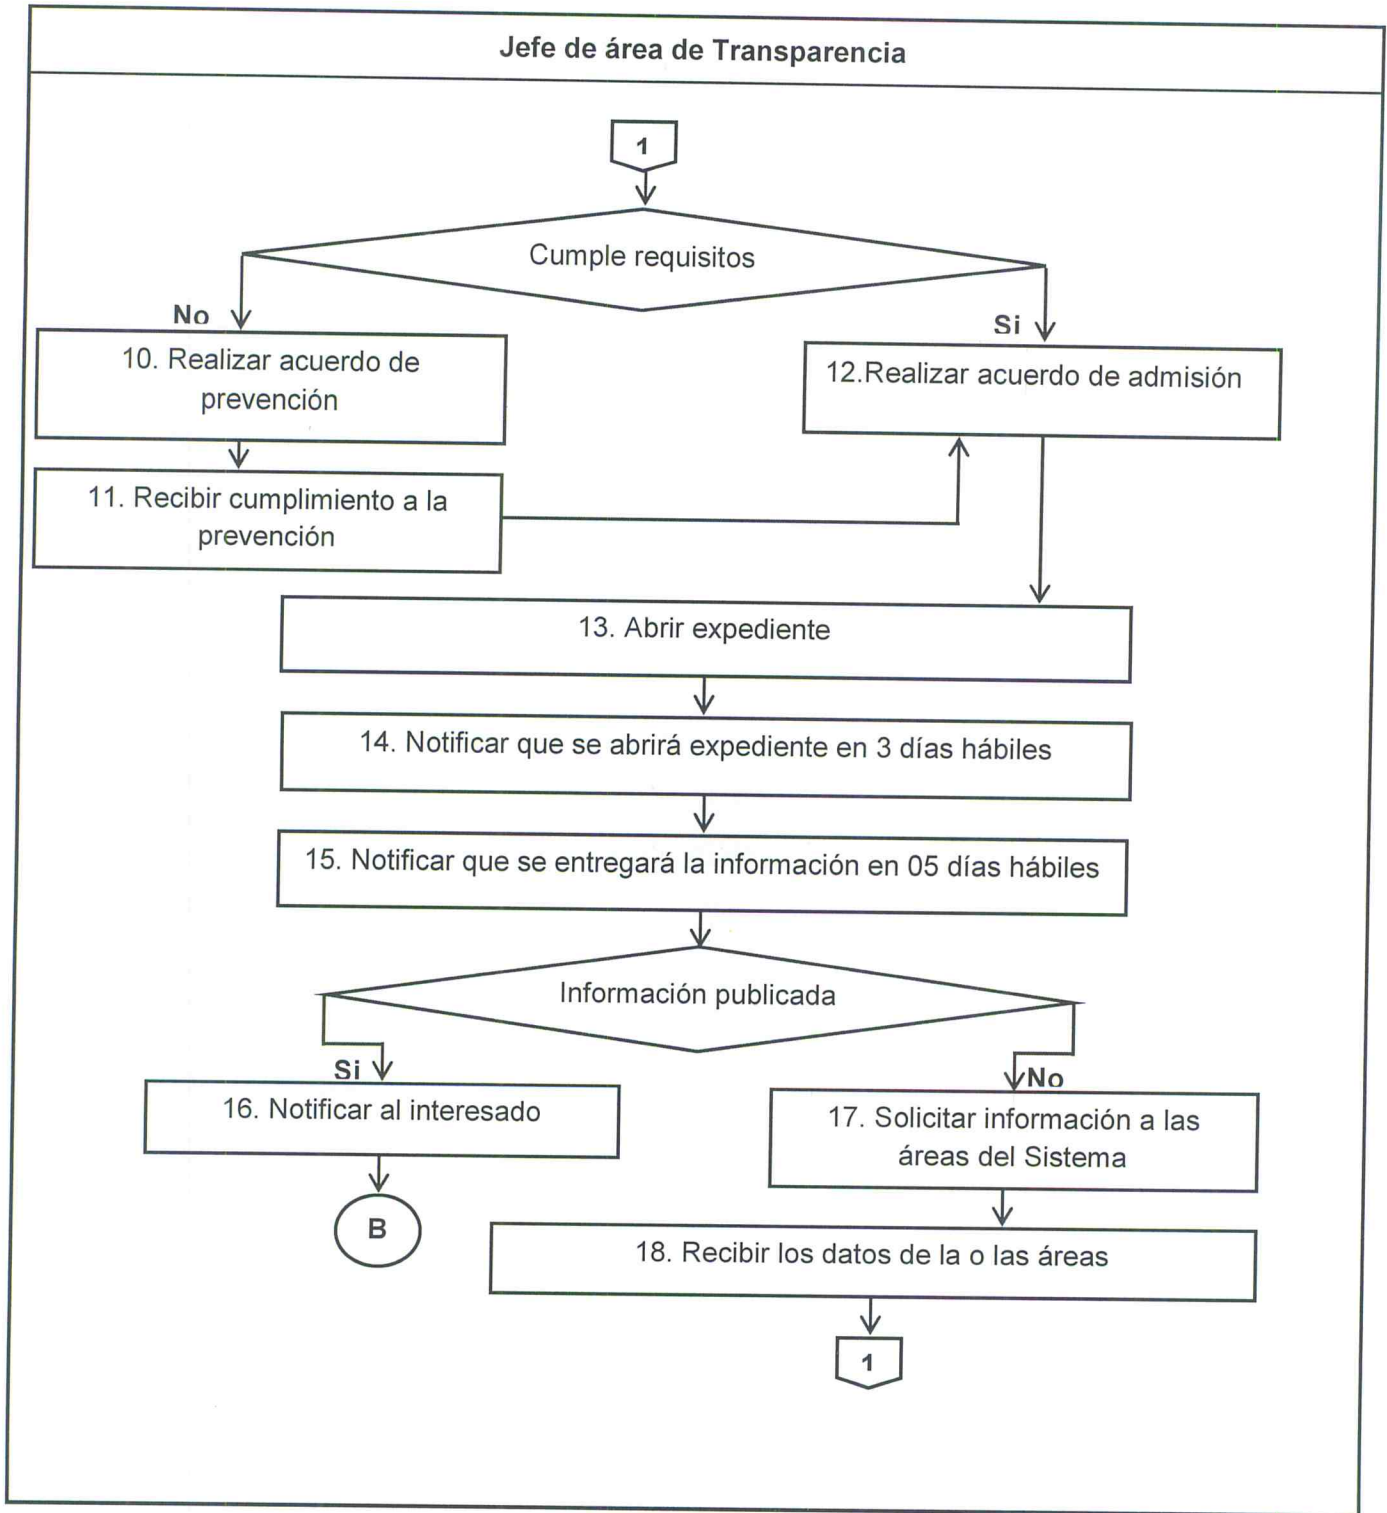 Jefe de área de Transparencia
1
Cumple requisitos
No
Si
10. Realizar acuerdo de
prevención
12.Realizar acuerdo de admisión
11. Recibir cumplimiento a la
prevención
13. Abrir expediente
14. Notificar que se abrirá expediente en 3 días hábiles
15. Notificar que se entregará la información en 05 días hábiles
Información publicada
Si
No
16. Notificar al interesado
17. Solicitar información a las
áreas del Sistema
B
18. Recibir los datos de la o las áreas
1